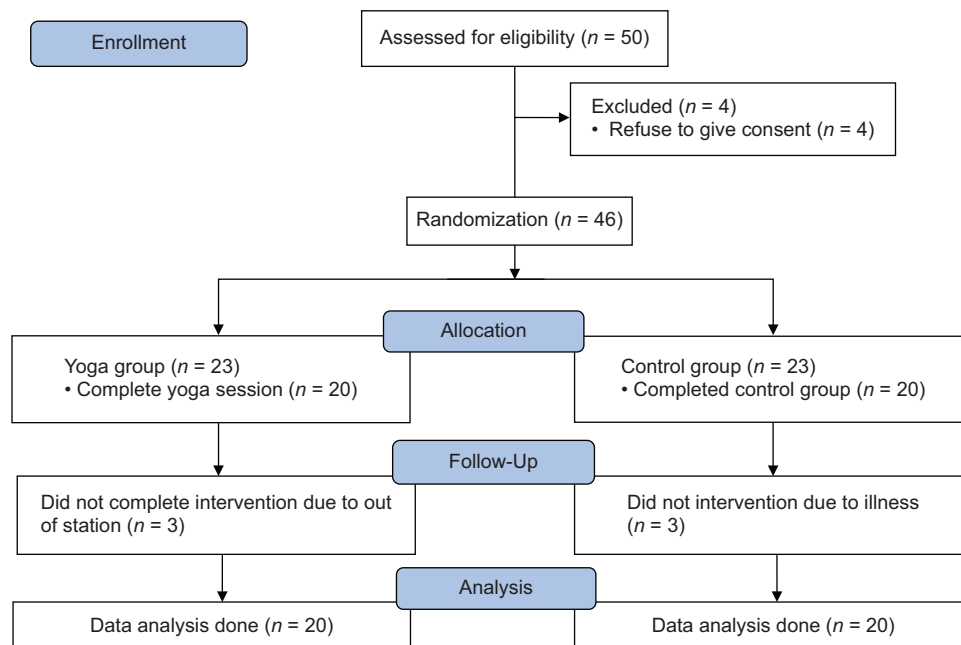 Enrollment
Assessed for eligibility (n = 50)
Excluded (n = 4)
• Refuse to give consent (n = 4)
Randomization (n = 46)
Allocation
Yoga group (n = 23)
• Complete yoga session (n = 20)
Control group (n = 23)
• Completed control group (n = 20)
Follow-Up
Did not complete intervention due to out
of station (n = 3)
Did not intervention due to illness
(n = 3)
Analysis
Data analysis done (n = 20)
Data analysis done (n = 20)